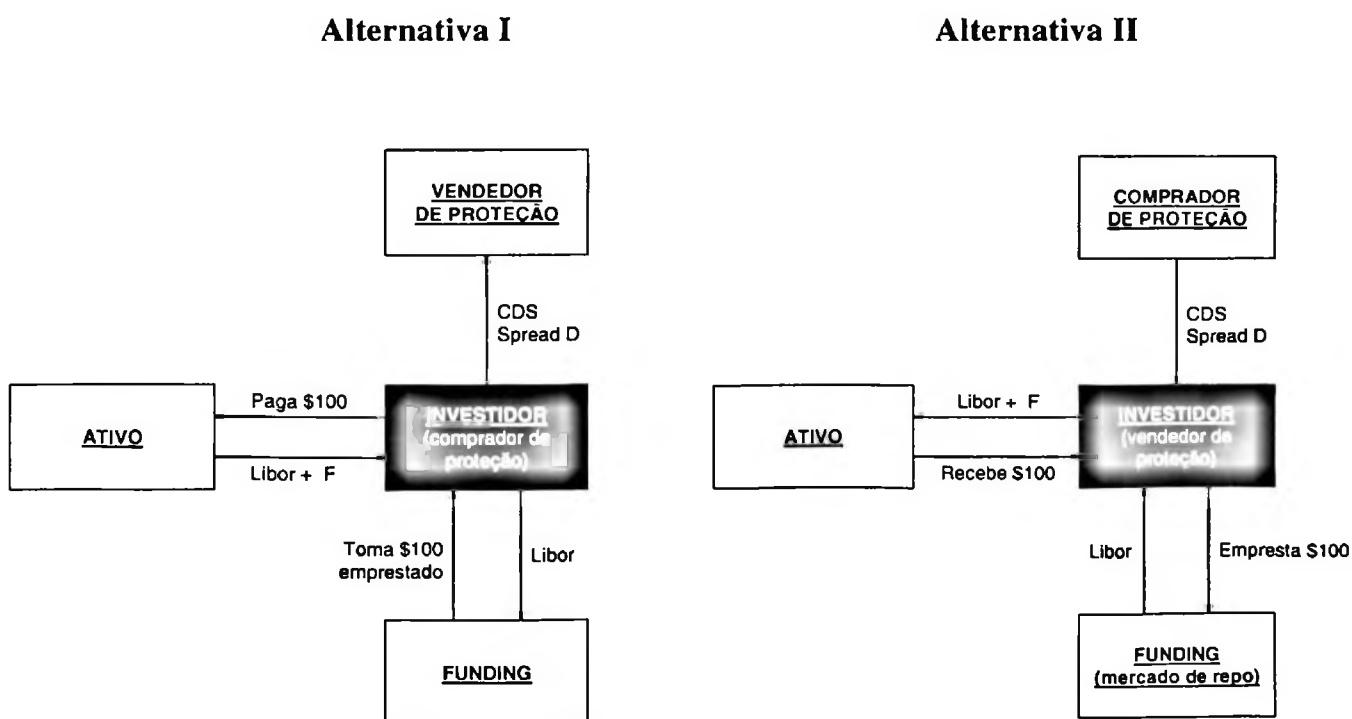 Alternativa I
Alternativa II
VENDEDOR
DE PROTEÇÃO
CDS
Spread D
Paga $100
ATIVO
Libor + F
INVESTIDOR
(comprador de
proteção)
Toma $100
emprestado
Libor
FUNDING
COMPRADOR
DE PROTEÇÃO
CDS
Spread D
Libor + F
ATIVO
Recebe $100
INVESTIDOR
(vendedor de
proteção)
Libor
Empresta $100
FUNDING
(mercado de repo)